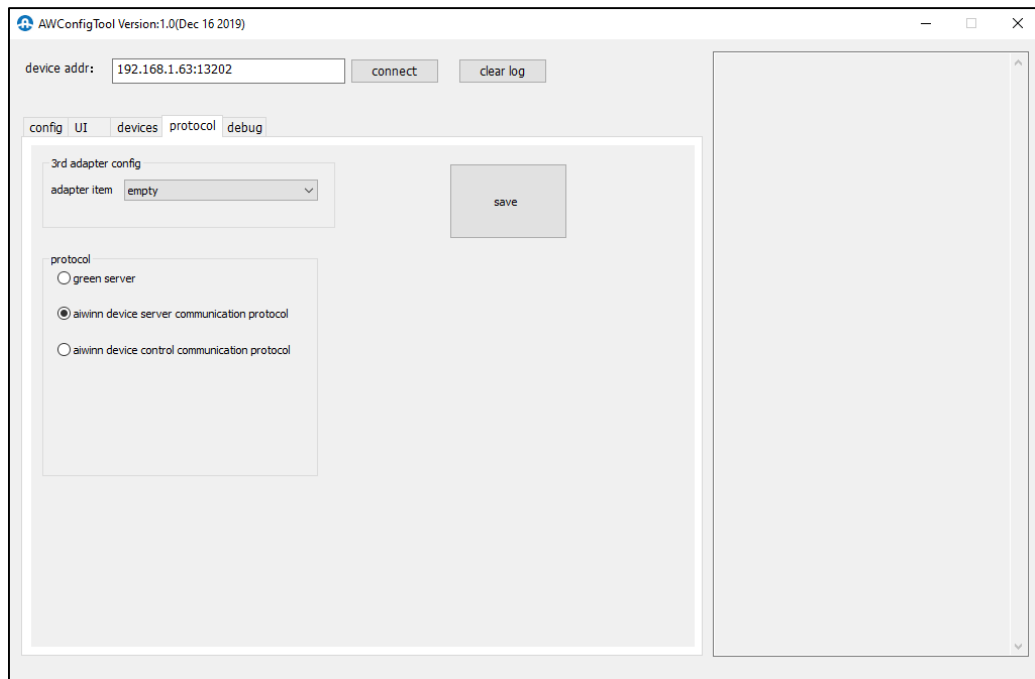 AWConfigTool Version:1.0(Dec 16 2019)
device addr: 192.168.1.63:13202 connect clear log
config UI devices protocol debug
3rd adapter config
adapter item empty
save
protocol
green server
aiwinn device server communication protocol
aiwinn device control communication protocol